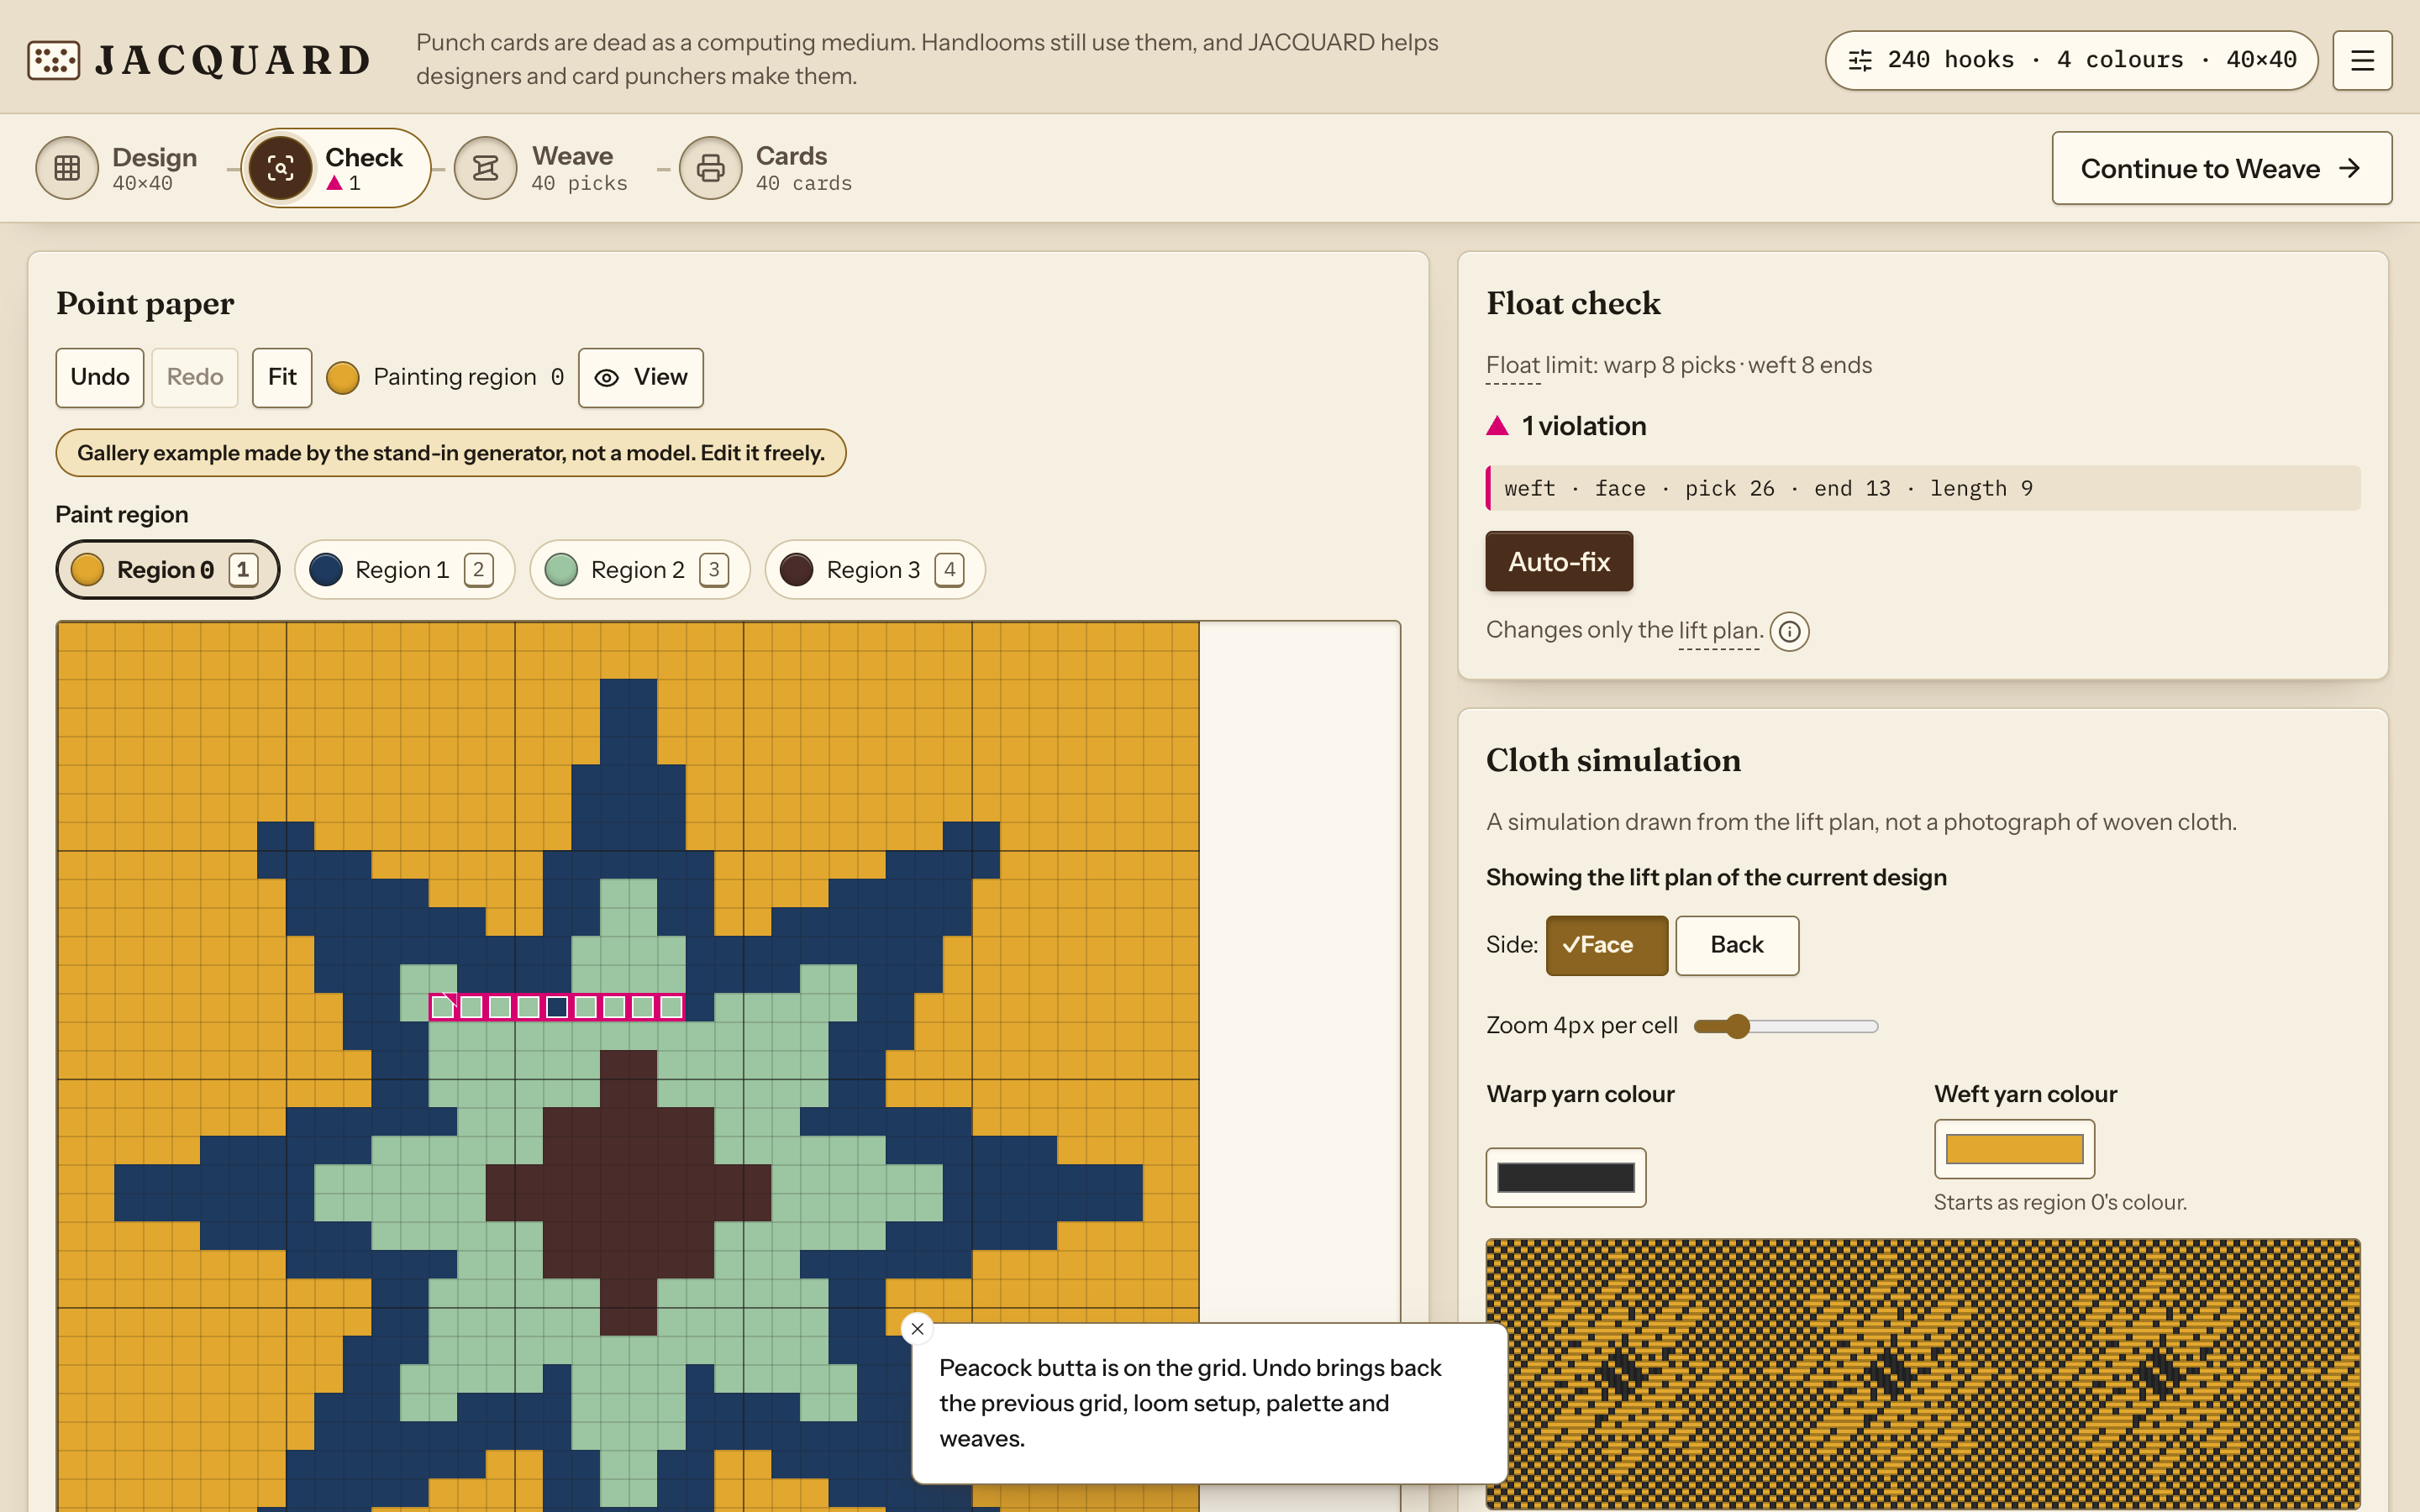 JACQUARD
Punch cards are dead as a computing medium. Handlooms still use them, and JACQUARD helps
designers and card punchers make them.
240 hooks · 4 colours · 40×40
Design
40×40
Check
1
Weave
40 picks
Cards
40 cards
Continue to Weave
Point paper
Undo
Redo
Fit
Painting region 0
View
Gallery example made by the stand-in generator, not a model. Edit it freely.
Paint region
Region 0 1
Region 1 2
Region 2 3
Region 3 4
Float check
Float limit: warp 8 picks · weft 8 ends
1 violation
weft · face · pick 26 · end 13 · length 9
Auto-fix
Changes only the lift plan.
Cloth simulation
A simulation drawn from the lift plan, not a photograph of woven cloth.
Showing the lift plan of the current design
Side: Face Back
Zoom 4px per cell
Warp yarn colour
Weft yarn colour
Starts as region 0's colour.
Peacock butta is on the grid. Undo brings back
the previous grid, loom setup, palette and
weaves.